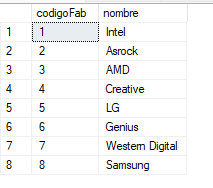 codigoFab nombre
1 1 Intel
2 2 Asrock
3 3 AMD
4 4 Creative
5 5 LG
6 6 Genius
7 7 Western Digital
8 8 Samsung